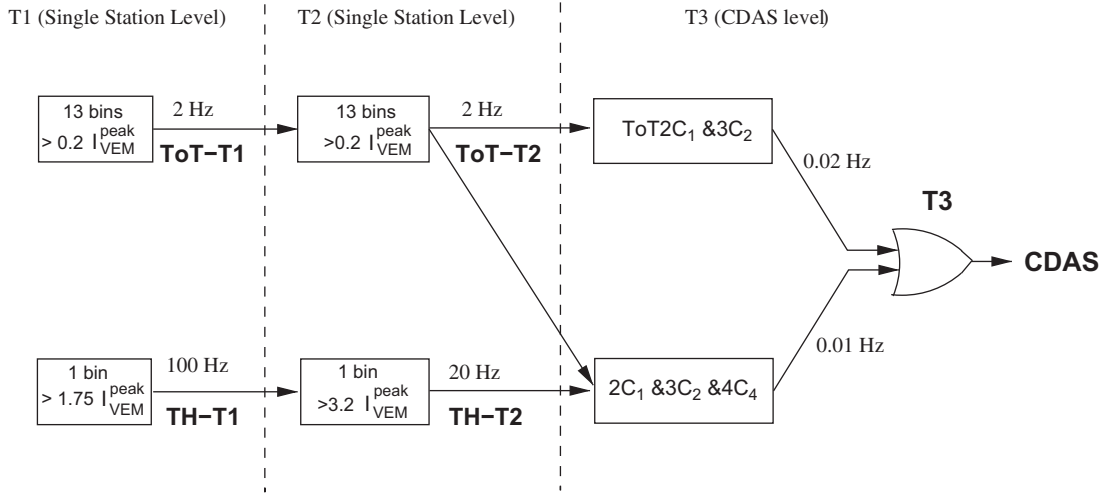 T1 (Single Station Level)
T2 (Single Station Level)
T3 (CDAS level)
13 bins
> 0.2 I_VEM^peak
2 Hz
ToT−T1
13 bins
>0.2 I_VEM^peak
2 Hz
ToT−T2
ToT2C₁ &3C₂
0.02 Hz
T3
CDAS
0.01 Hz
1 bin
> 1.75 I_VEM^peak
100 Hz
TH−T1
1 bin
>3.2 I_VEM^peak
20 Hz
TH−T2
2C₁ &3C₂ &4C₄